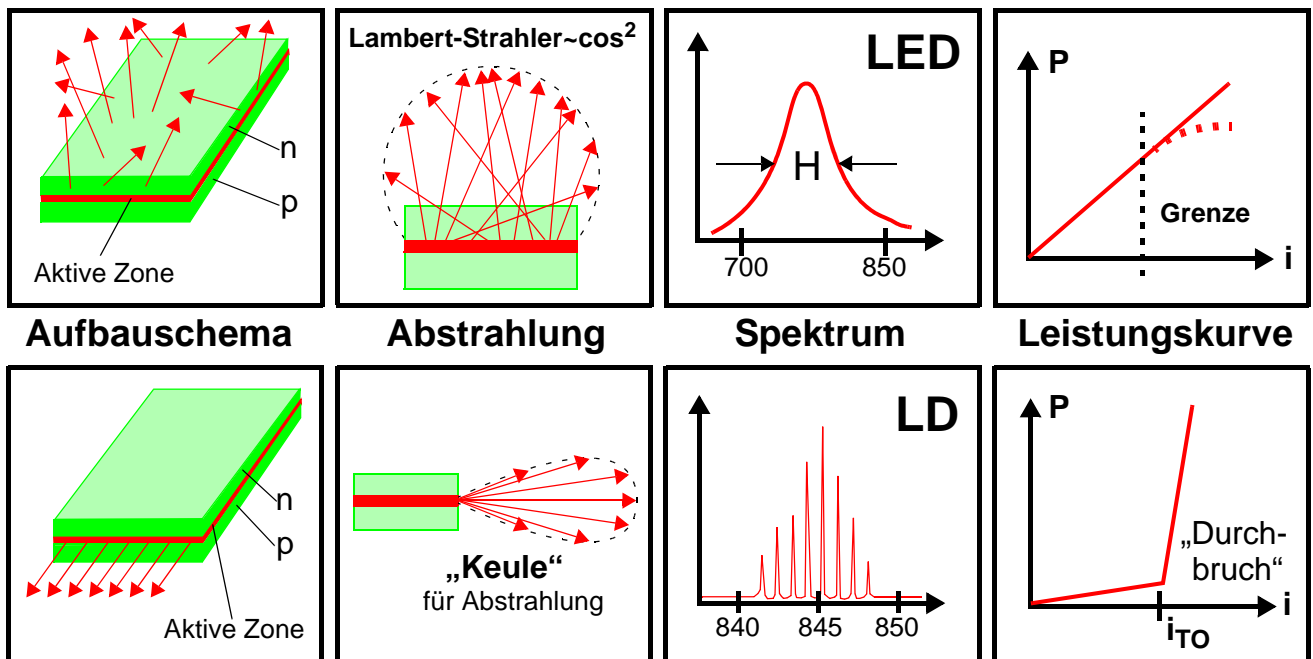 n
p
Aktive Zone
Lambert-Strahler~cos²
LED
H
700
850
P
Grenze
i
Aufbauschema
Abstrahlung
Spektrum
Leistungskurve
n
p
Aktive Zone
„Keule“
für Abstrahlung
LD
840
845
850
P
„Durch-
bruch“
i
iTO